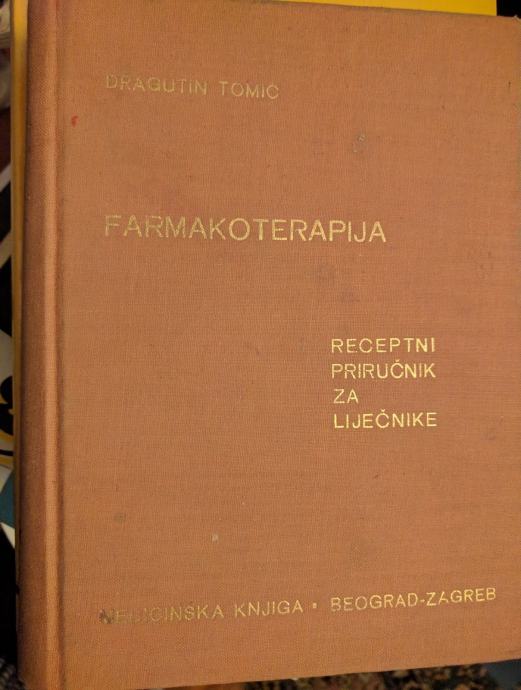 DRAGUTIN TOMIĆ
FARMAKOTERAPIJA
RECEPTNI
PRIRUČNIK
ZA
LIJEČNIKE
MEDICINSKA KNJIGA • BEOGRAD-ZAGREB